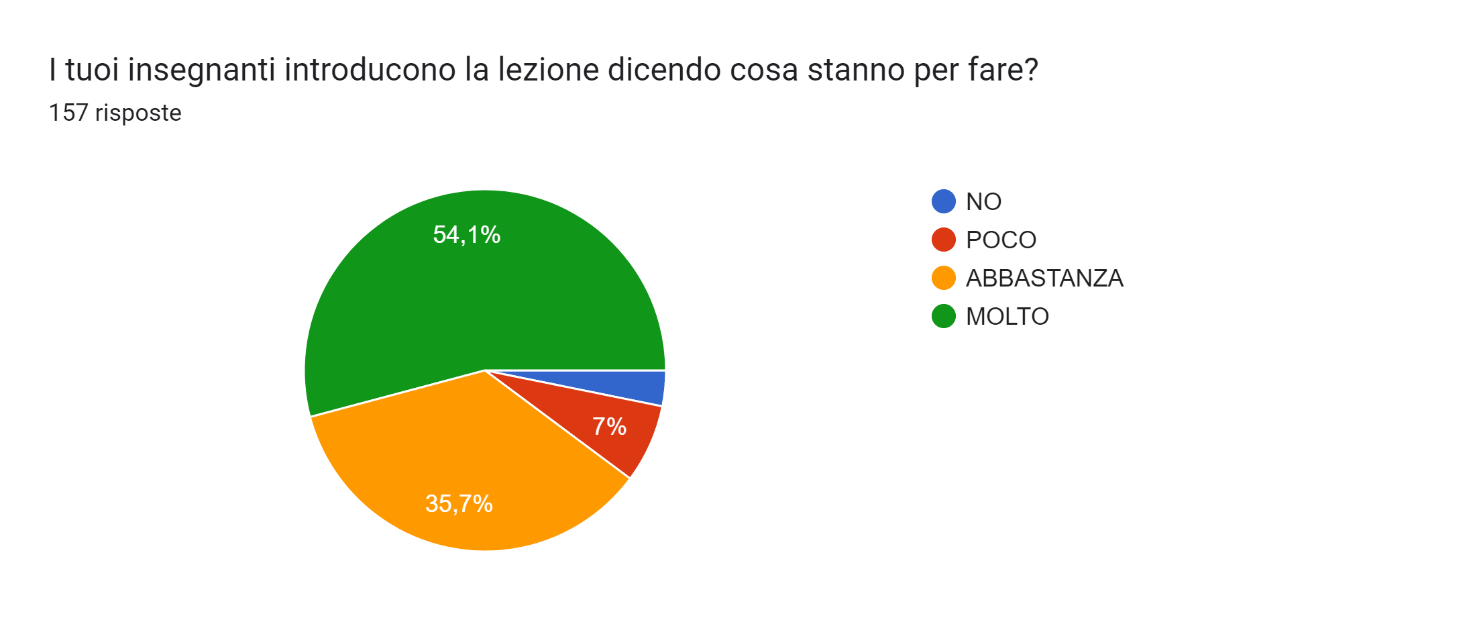 I tuoi insegnanti introducono la lezione dicendo cosa stanno per fare?
157 risposte
54,1%
7%
35,7%
NO
POCO
ABBASTANZA
MOLTO